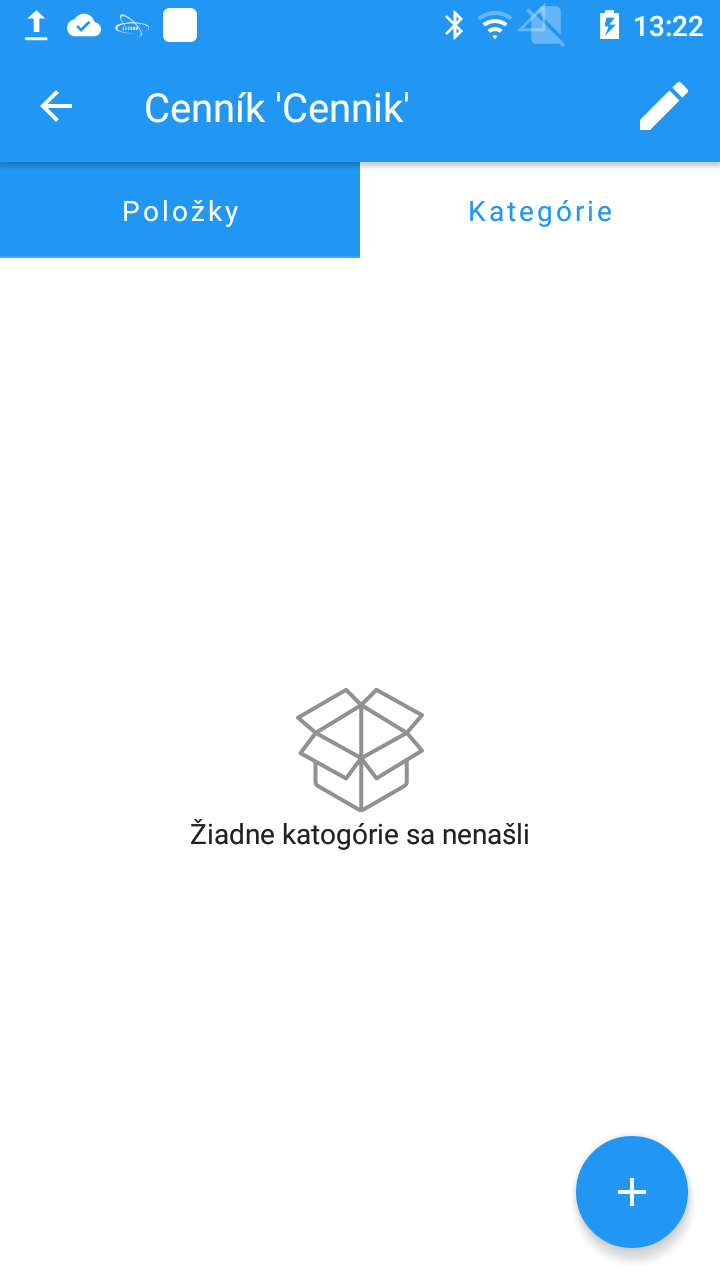 13:22
Cenník 'Cennik'
Položky
Kategórie
Žiadne katogórie sa nenašli